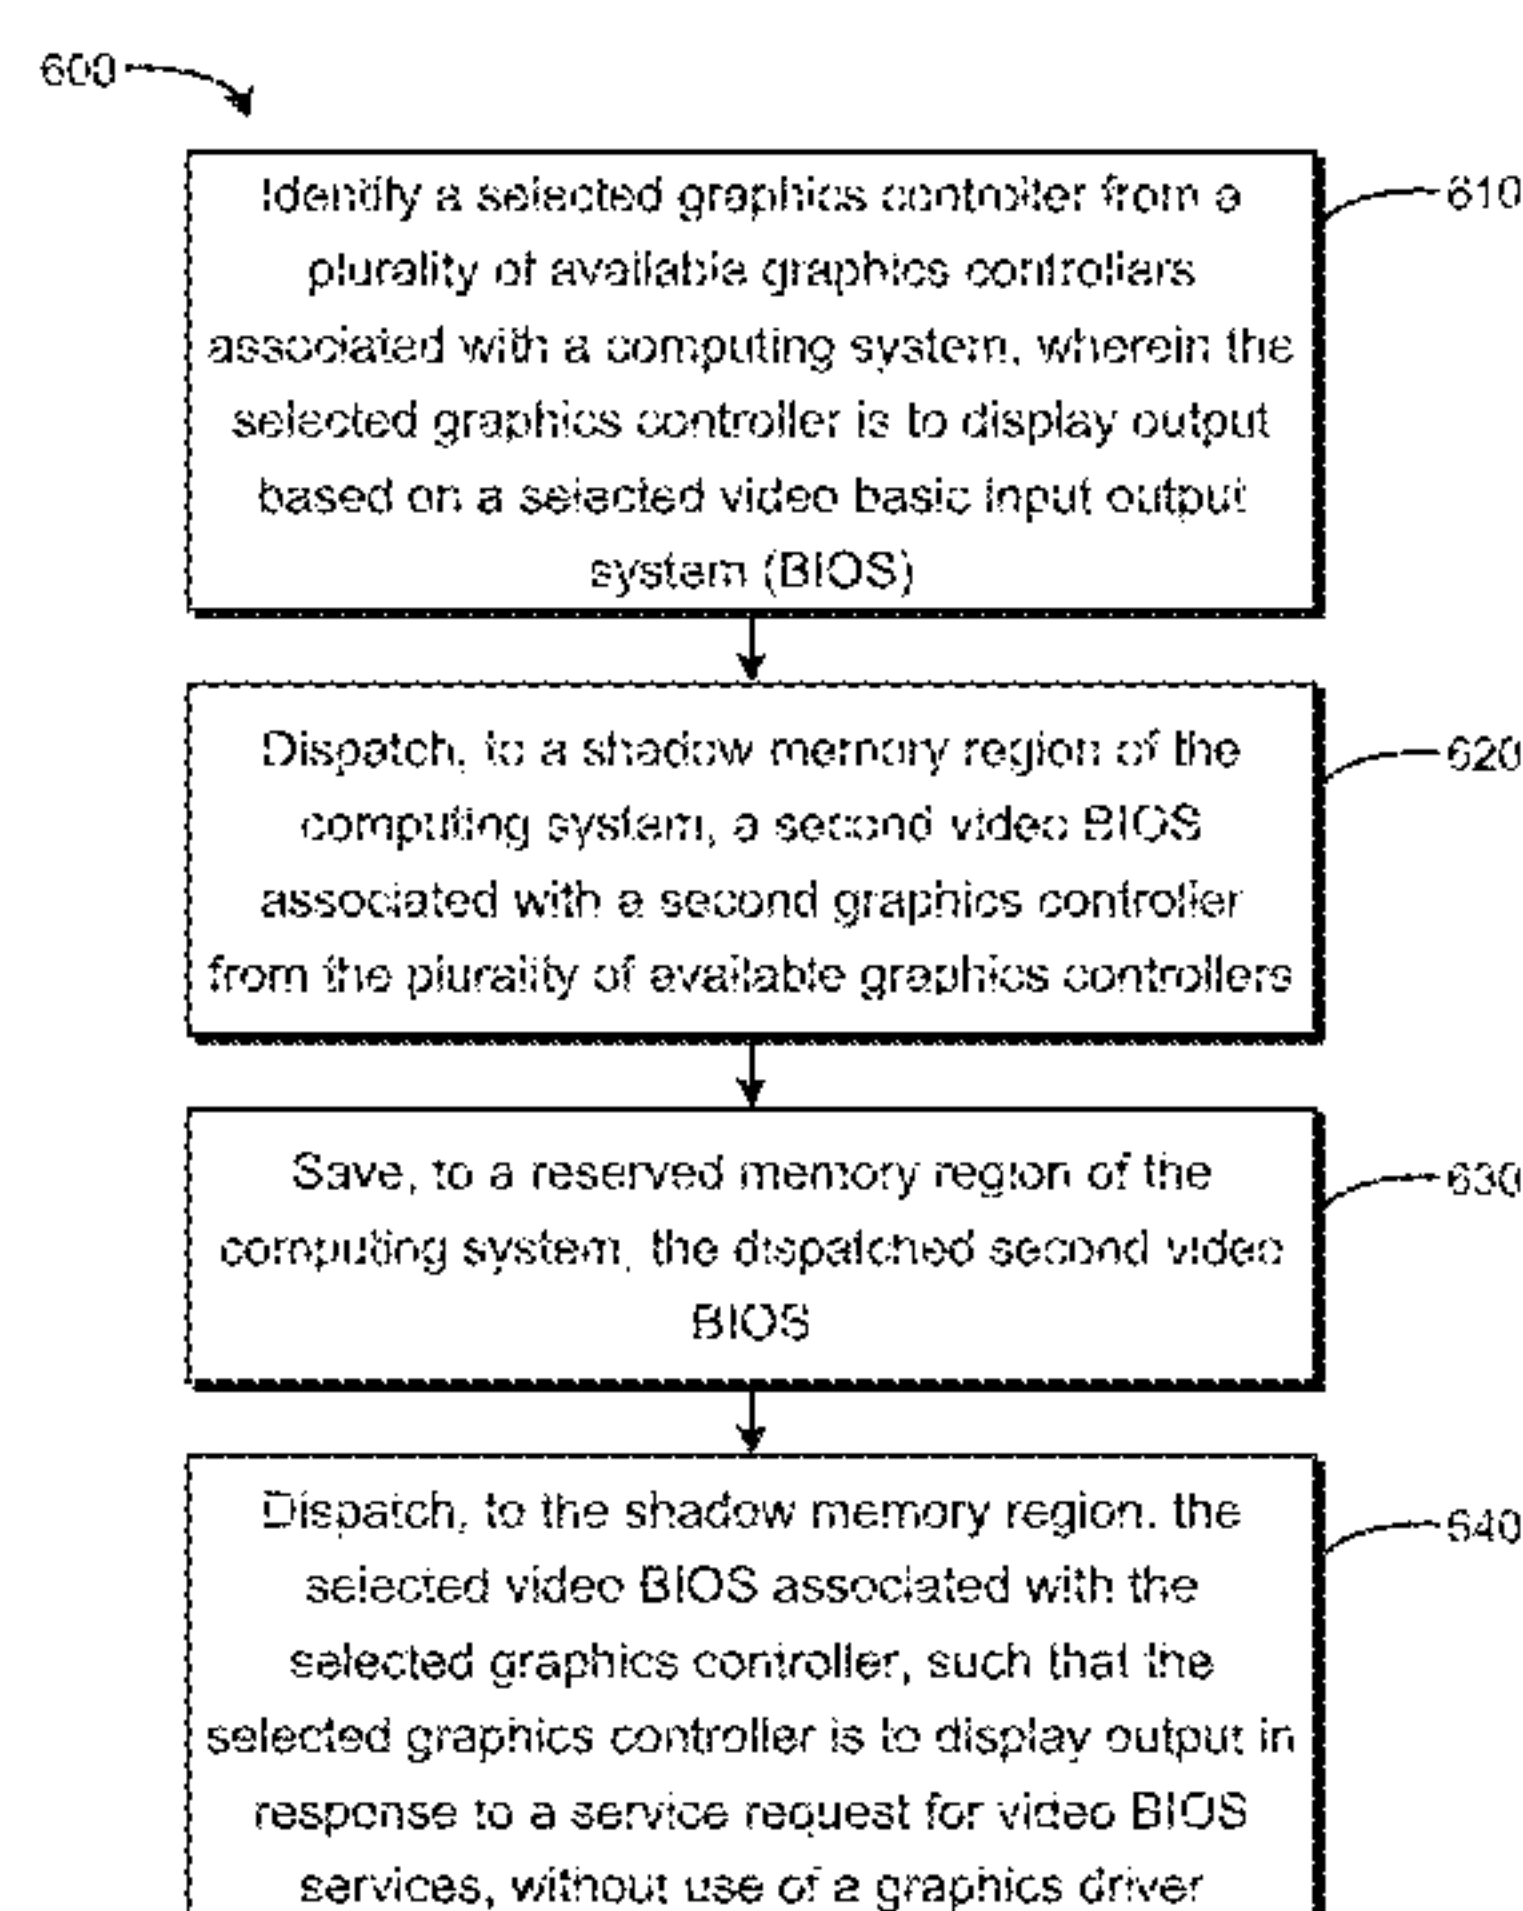 600
Identify a selected graphics controller from a
610
plurality of available graphics controllers
associated with a computing system, wherein the
selected graphics controller is to display output
based on a selected video basic input output
system (BIOS)
Dispatch, to a shadow memory region of the
620
computing system, a second video BIOS
associated with a second graphics controller
from the plurality of available graphics controllers
Save, to a reserved memory region of the
630
computing system, the dispatched second video
BIOS
Dispatch, to the shadow memory region, the
640
selected video BIOS associated with the
selected graphics controller, such that the
selected graphics controller is to display output in
response to a service request for video BIOS
services, without use of a graphics driver